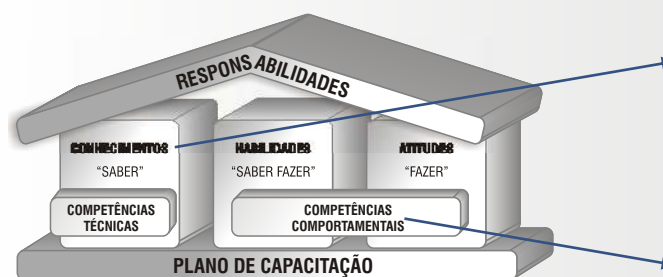 RESPONSABILIDADES
CONHECIMENTOS
"SABER"
HABILIDADES
"SABER FAZER"
ATITUDES
"FAZER"
COMPETÊNCIAS
TÉCNICAS
COMPETÊNCIAS
COMPORTAMENTAIS
PLANO DE CAPACITAÇÃO